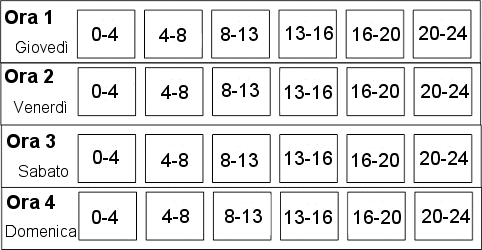 Ora 1 0-4 4-8 8-13 13-16 16-20 20-24
Giovedì
Ora 2 0-4 4-8 8-13 13-16 16-20 20-24
Venerdì
Ora 3 0-4 4-8 8-13 13-16 16-20 20-24
Sabato
Ora 4 0-4 4-8 8-13 13-16 16-20 20-24
Domenica